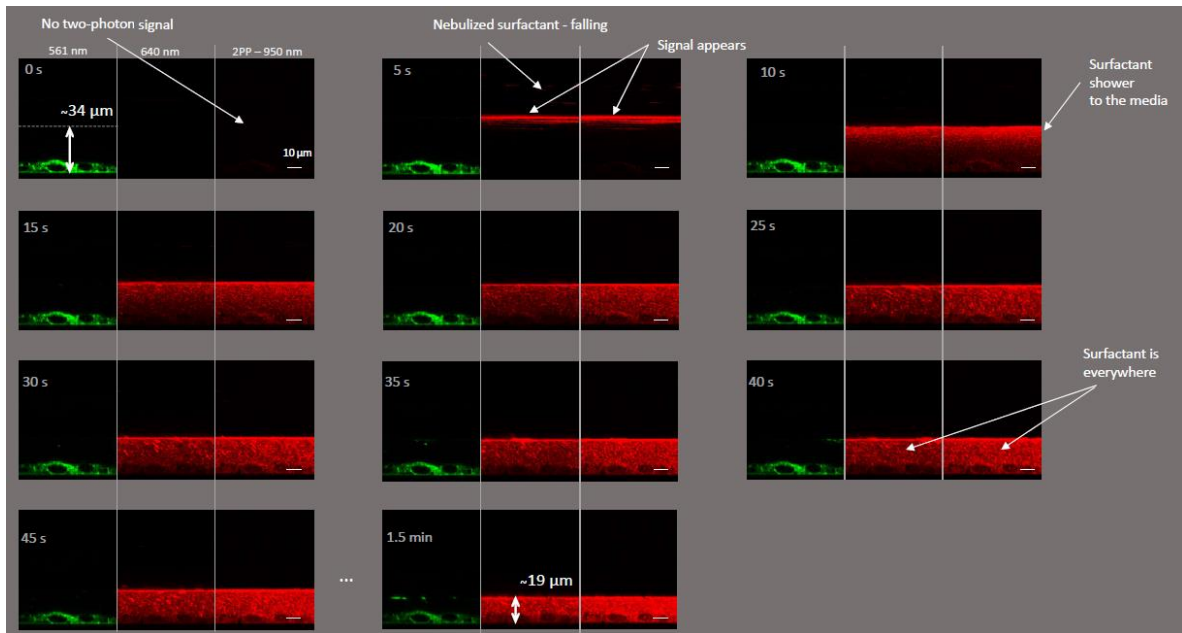 No two-photon signal
Nebulized surfactant - falling
Signal appears
561 nm
640 nm
2PP – 950 nm
0 s
~34 µm
10 µm
5 s
10 s
Surfactant
shower
to the media
15 s
20 s
25 s
30 s
35 s
40 s
Surfactant is
everywhere
45 s
...
1.5 min
~19 µm